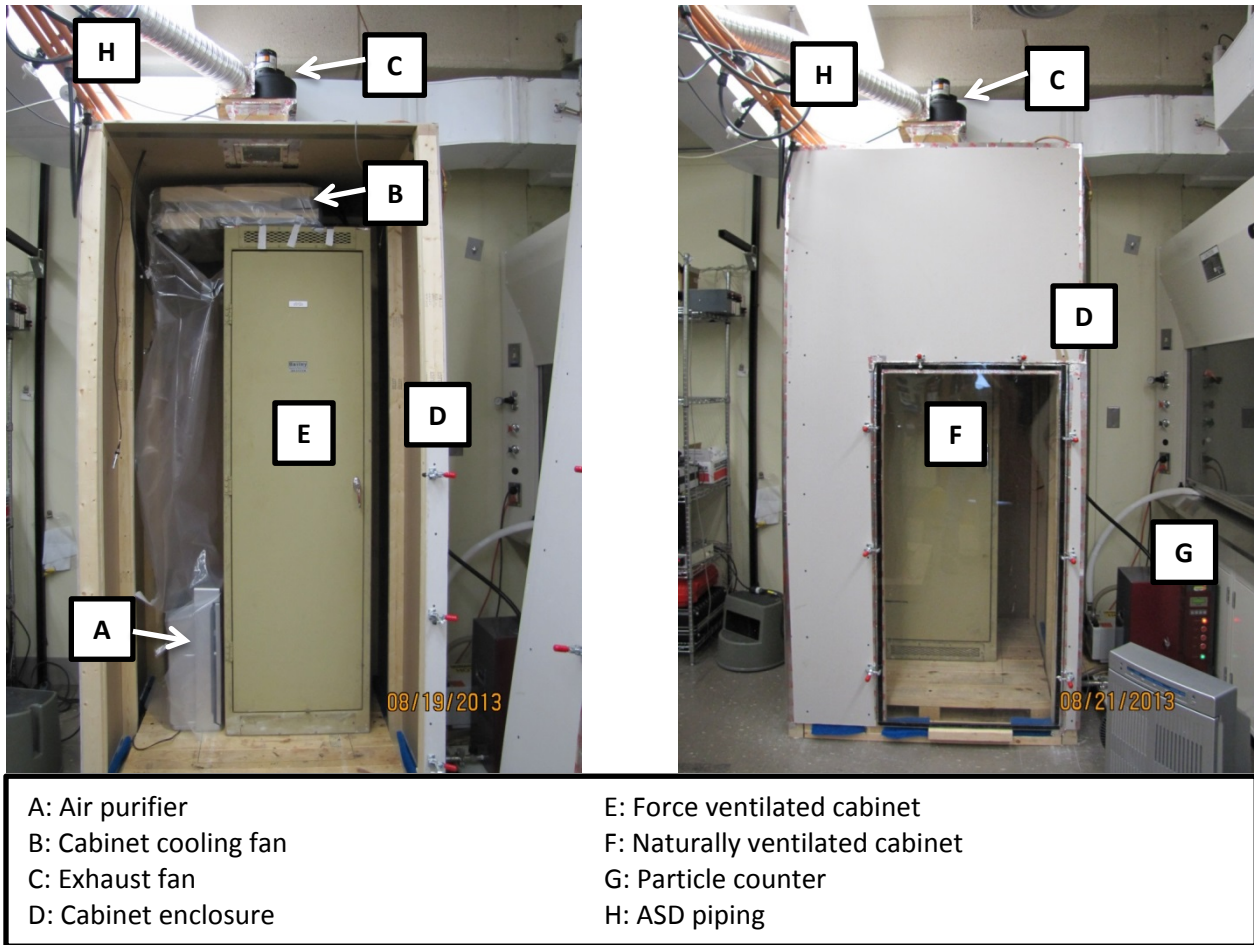 H
C
H
C
B
D
E
D
F
G
A
08/19/2013
08/21/2013
A: Air purifier
B: Cabinet cooling fan
C: Exhaust fan
D: Cabinet enclosure
E: Force ventilated cabinet
F: Naturally ventilated cabinet
G: Particle counter
H: ASD piping